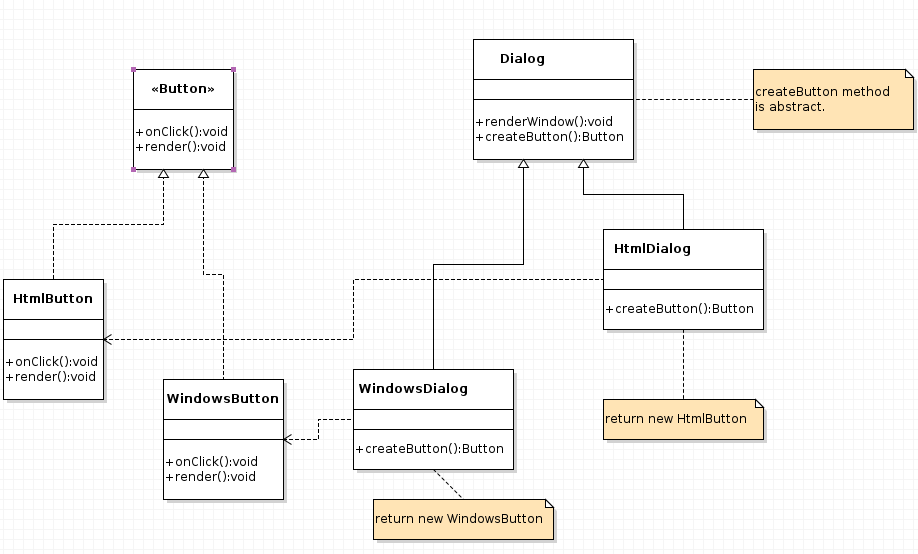 «Button»
+onClick():void
+render():void
Dialog
+renderWindow():void
+createButton():Button
createButton method
is abstract.
HtmlDialog
+createButton():Button
HtmlButton
+onClick():void
+render():void
WindowsButton
+onClick():void
+render():void
WindowsDialog
+createButton():Button
return new HtmlButton
return new WindowsButton